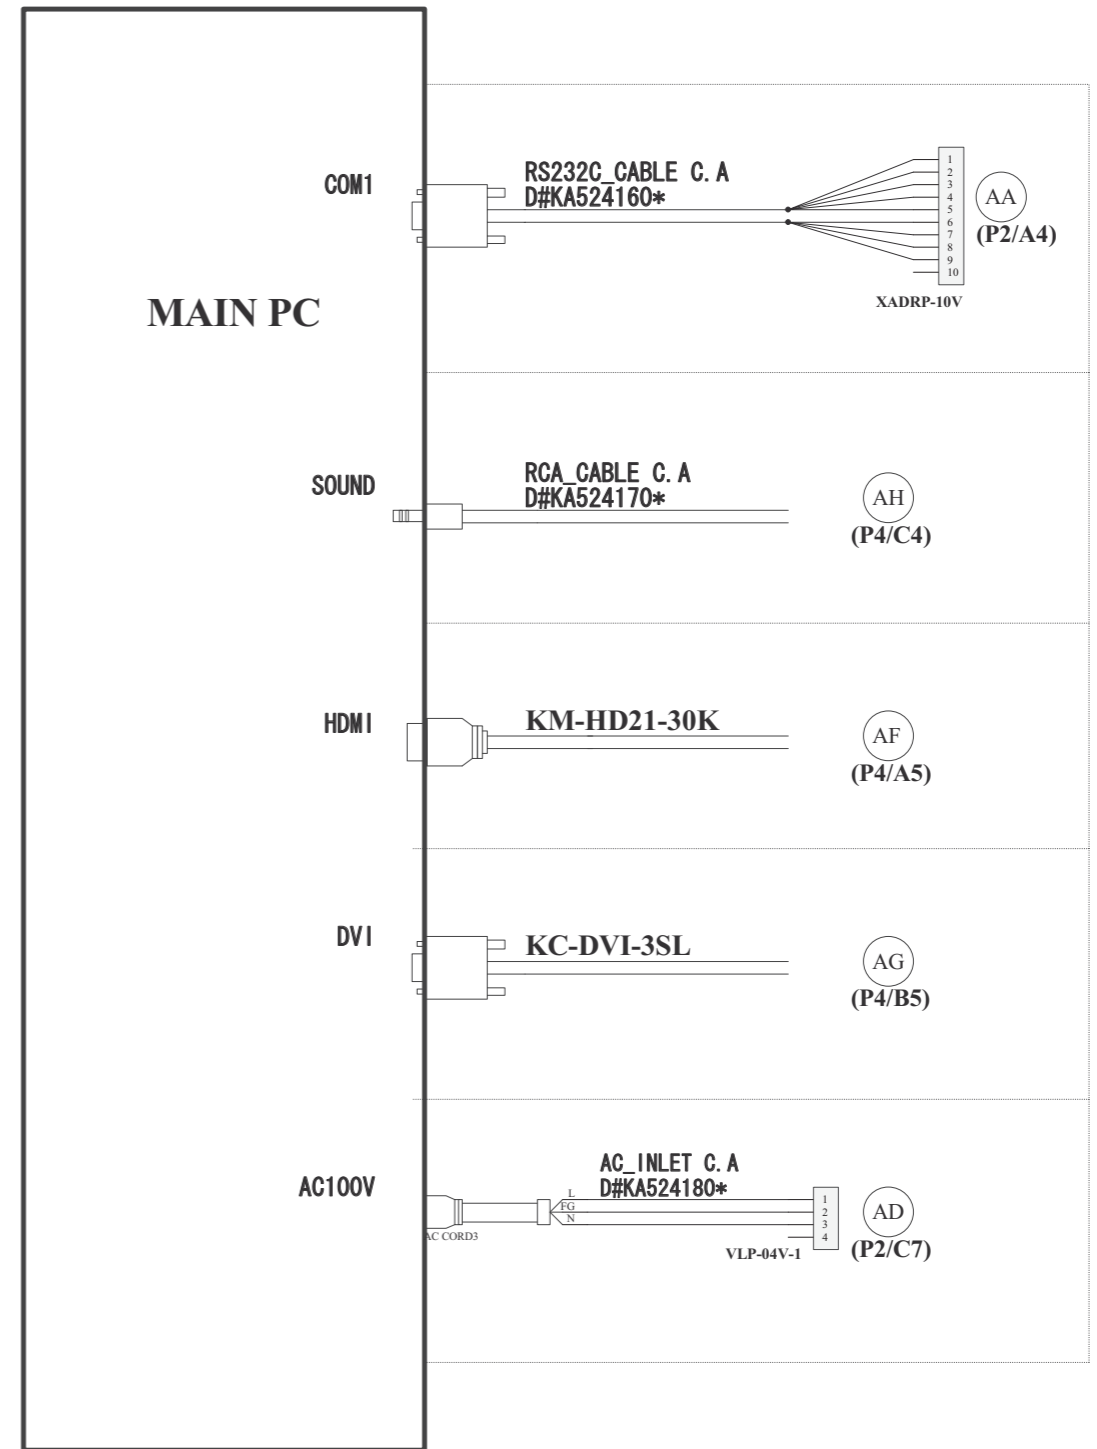 MAIN PC
COM1
RS232C_CABLE C.A
D#KA524160*
1
2
3
4
5
6
7
8
9
10
XADRP-10V
AA
(P2/A4)
SOUND
RCA_CABLE C.A
D#KA524170*
AH
(P4/C4)
HDMI
KM-HD21-30K
AF
(P4/A5)
DVI
KC-DVI-3SL
AG
(P4/B5)
AC100V
AC CORD3
AC_INLET C.A
D#KA524180*
L
FG
N
1
2
3
4
VLP-04V-1
AD
(P2/C7)